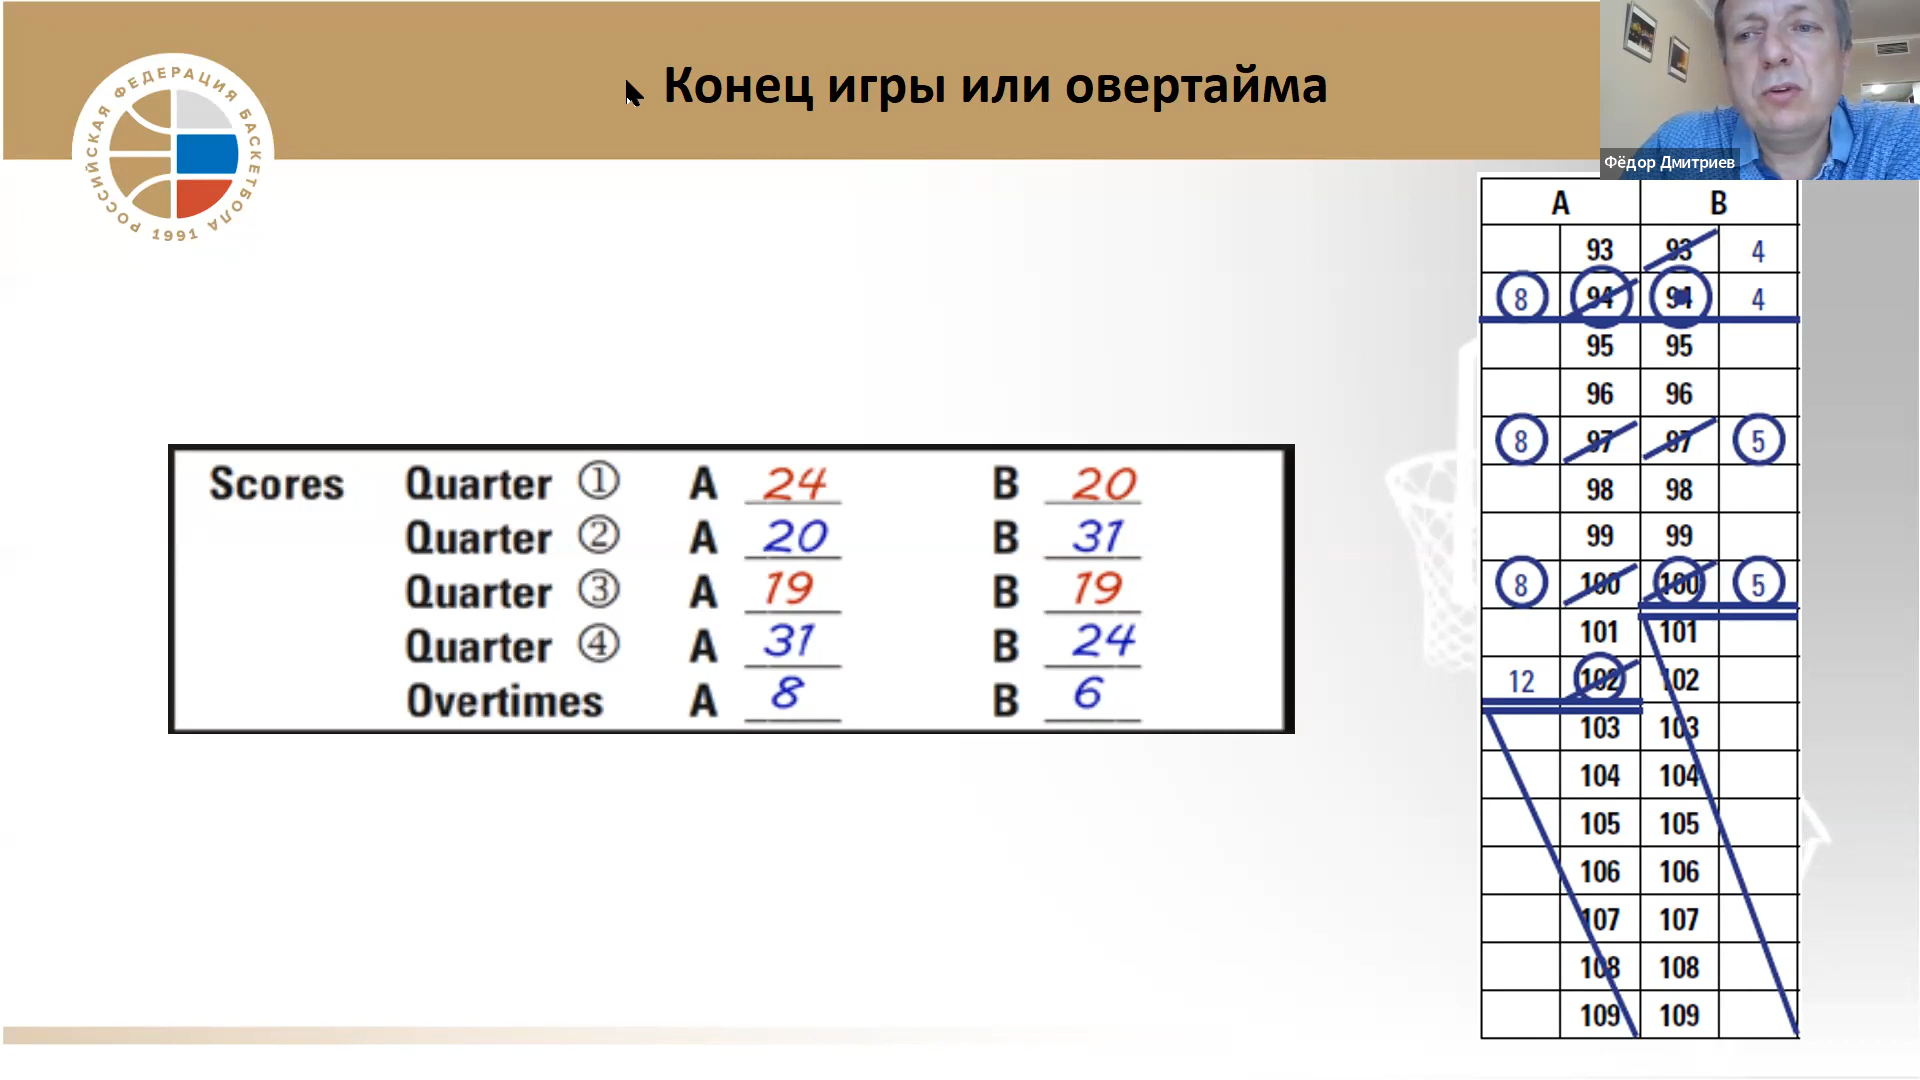 Конец игры или овертайма
РОССИЙСКАЯ ФЕДЕРАЦИЯ БАСКЕТБОЛА
1991
Фёдор Дмитриев
Scores Quarter ① A 24 B 20
Quarter ② A 20 B 31
Quarter ③ A 19 B 19
Quarter ④ A 31 B 24
Overtimes A 8 B 6
A B
93 93 4
8 94 94 4
95 95
96 96
8 97 97 5
98 98
99 99
8 100 100 5
101 101
12 102 102
103 103
104 104
105 105
106 106
107 107
108 108
109 109